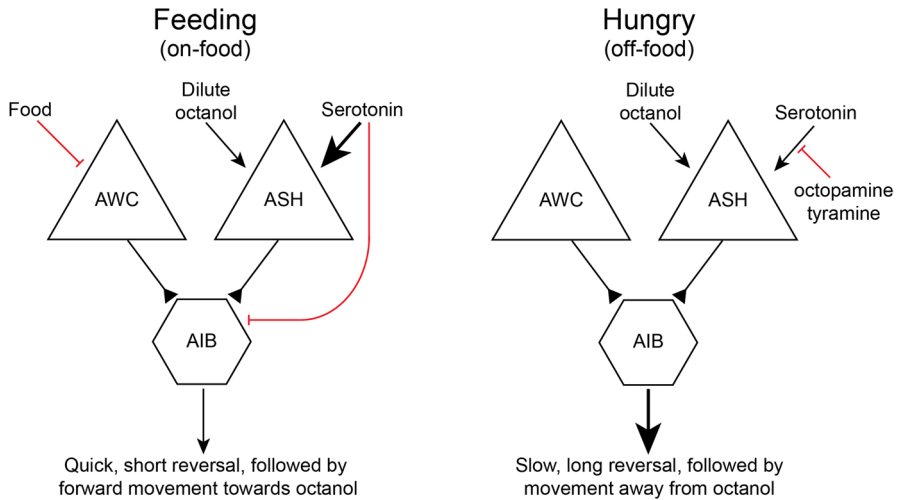 Feeding
(on-food)
Food
Dilute
octanol
Serotonin
AWC
ASH
AIB
Quick, short reversal, followed by
forward movement towards octanol
Hungry
(off-food)
Dilute
octanol
Serotonin
octopamine
tyramine
AWC
ASH
AIB
Slow, long reversal, followed by
movement away from octanol